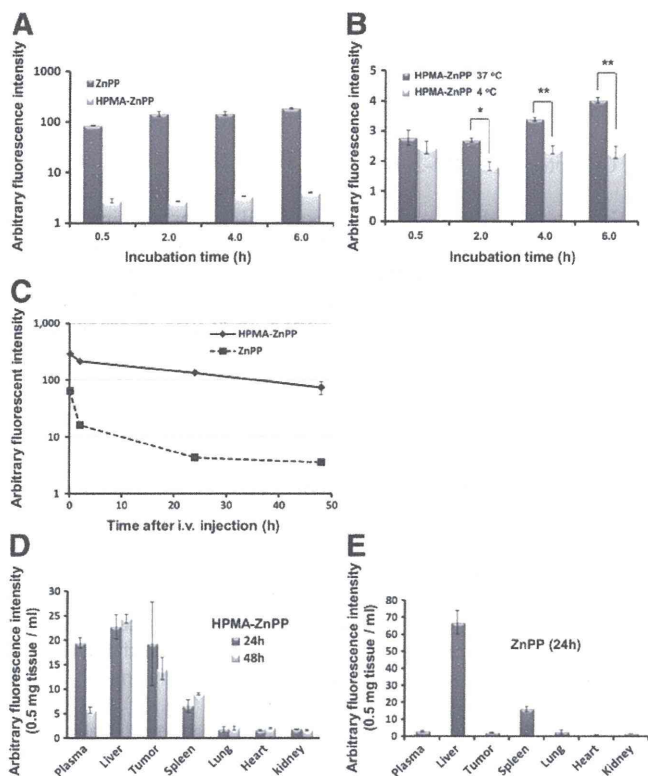 A
Arbitrary fluorescence intensity
1000
100
10
1
ZnPP
HPMA-ZnPP
0.5 2.0 4.0 6.0
Incubation time (h)
B
Arbitrary fluorescence intensity
5
4
3
2
1
0
HPMA-ZnPP 37 °C
HPMA-ZnPP 4 °C
*
**
**
0.5 2.0 4.0 6.0
Incubation time (h)
C
Arbitrary fluorescent intensity
1,000
100
10
1
HPMA-ZnPP
ZnPP
0 10 20 30 40 50
Time after i.v. injection (h)
D
Arbitrary fluorescence intensity
(0.5 mg tissue / ml)
30
25
20
15
10
5
0
HPMA-ZnPP
24h
48h
Plasma Liver Tumor Spleen Lung Heart Kidney
E
Arbitrary fluorescence intensity
(0.5 mg tissue / ml)
80
70
60
50
40
30
20
10
0
ZnPP (24h)
Plasma Liver Tumor Spleen Lung Heart Kidney